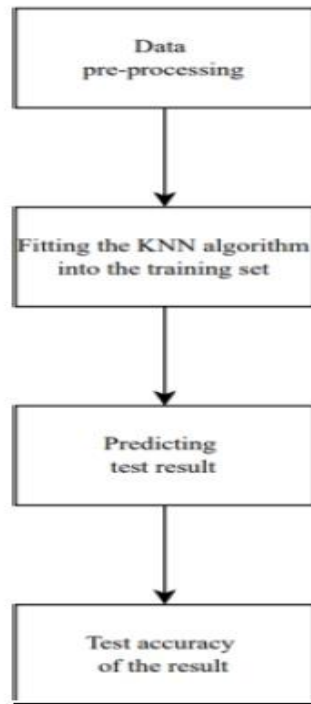 Data
pre-processing
Fitting the KNN algorithm
into the training set
Predicting
test result
Test accuracy
of the result